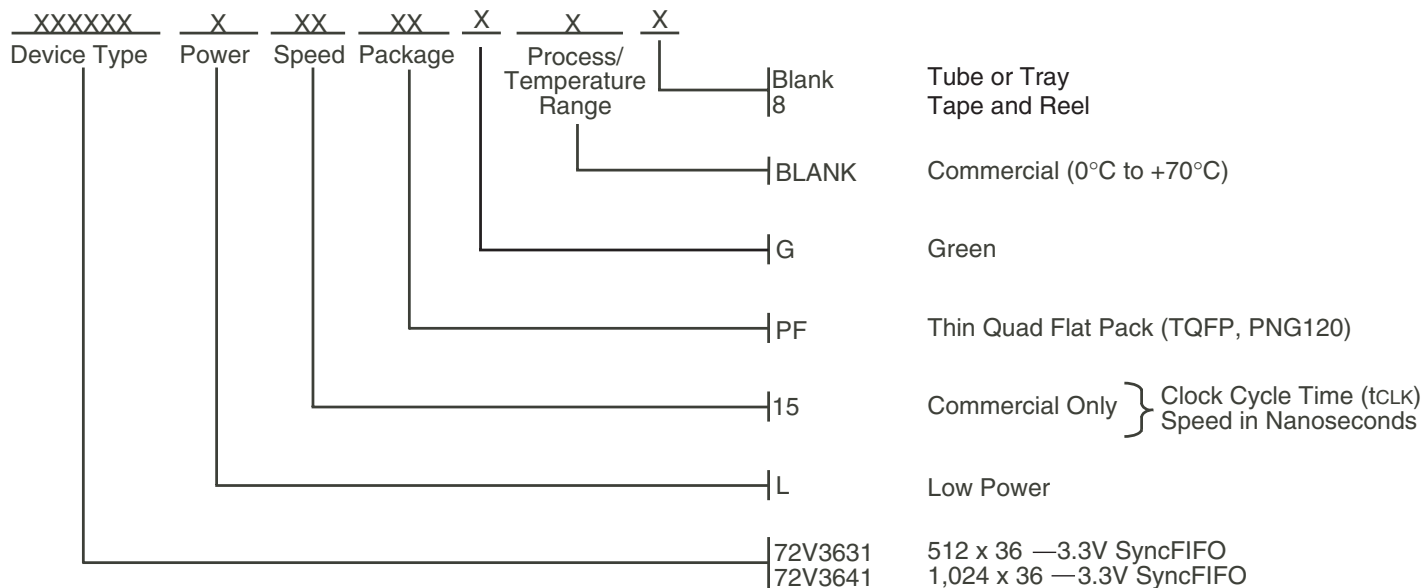 XXXXXX X XX XX X X X
Device Type Power Speed Package Process/
Temperature
Range
Blank Tube or Tray
8 Tape and Reel
BLANK Commercial (0°C to +70°C)
G Green
PF Thin Quad Flat Pack (TQFP, PNG120)
15 Commercial Only Clock Cycle Time (tCLK)
Speed in Nanoseconds
L Low Power
72V3631 512 x 36 —3.3V SyncFIFO
72V3641 1,024 x 36 —3.3V SyncFIFO